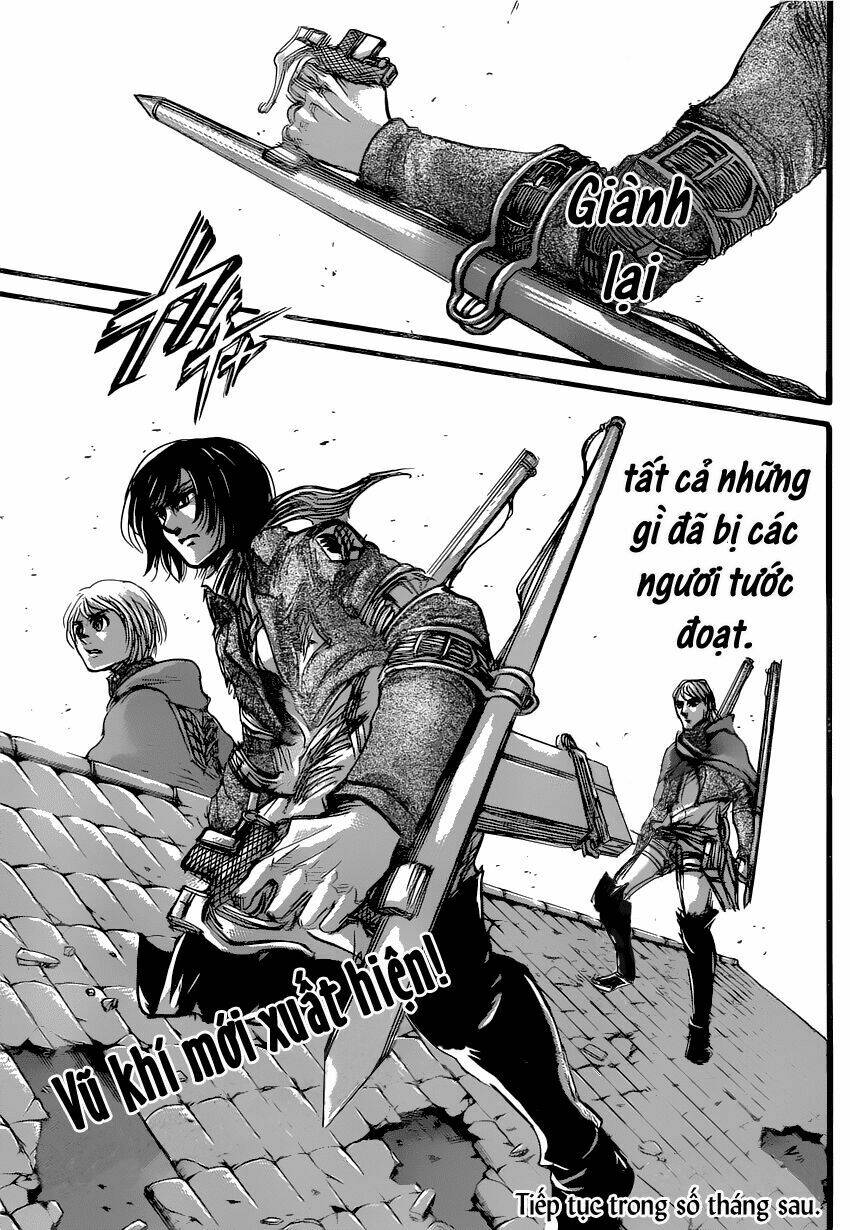 Giành
lại
tất cả những
gì đã bị các
ngươi tước
đoạt.
Vũ khí mới xuất hiện!
Tiếp tục trong số tháng sau.